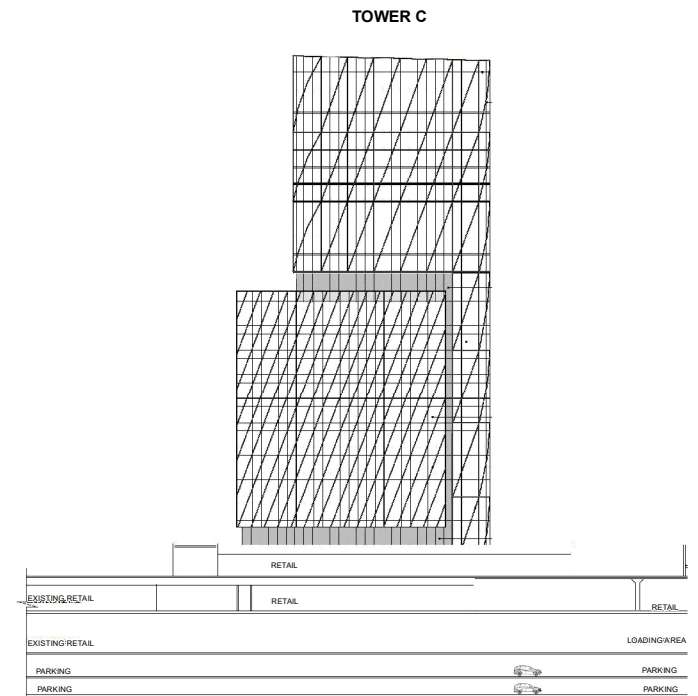 TOWER C
RETAIL
EXISTING RETAIL
RETAIL
RETAIL
EXISTING RETAIL
LOADING AREA
PARKING
PARKING
PARKING
PARKING